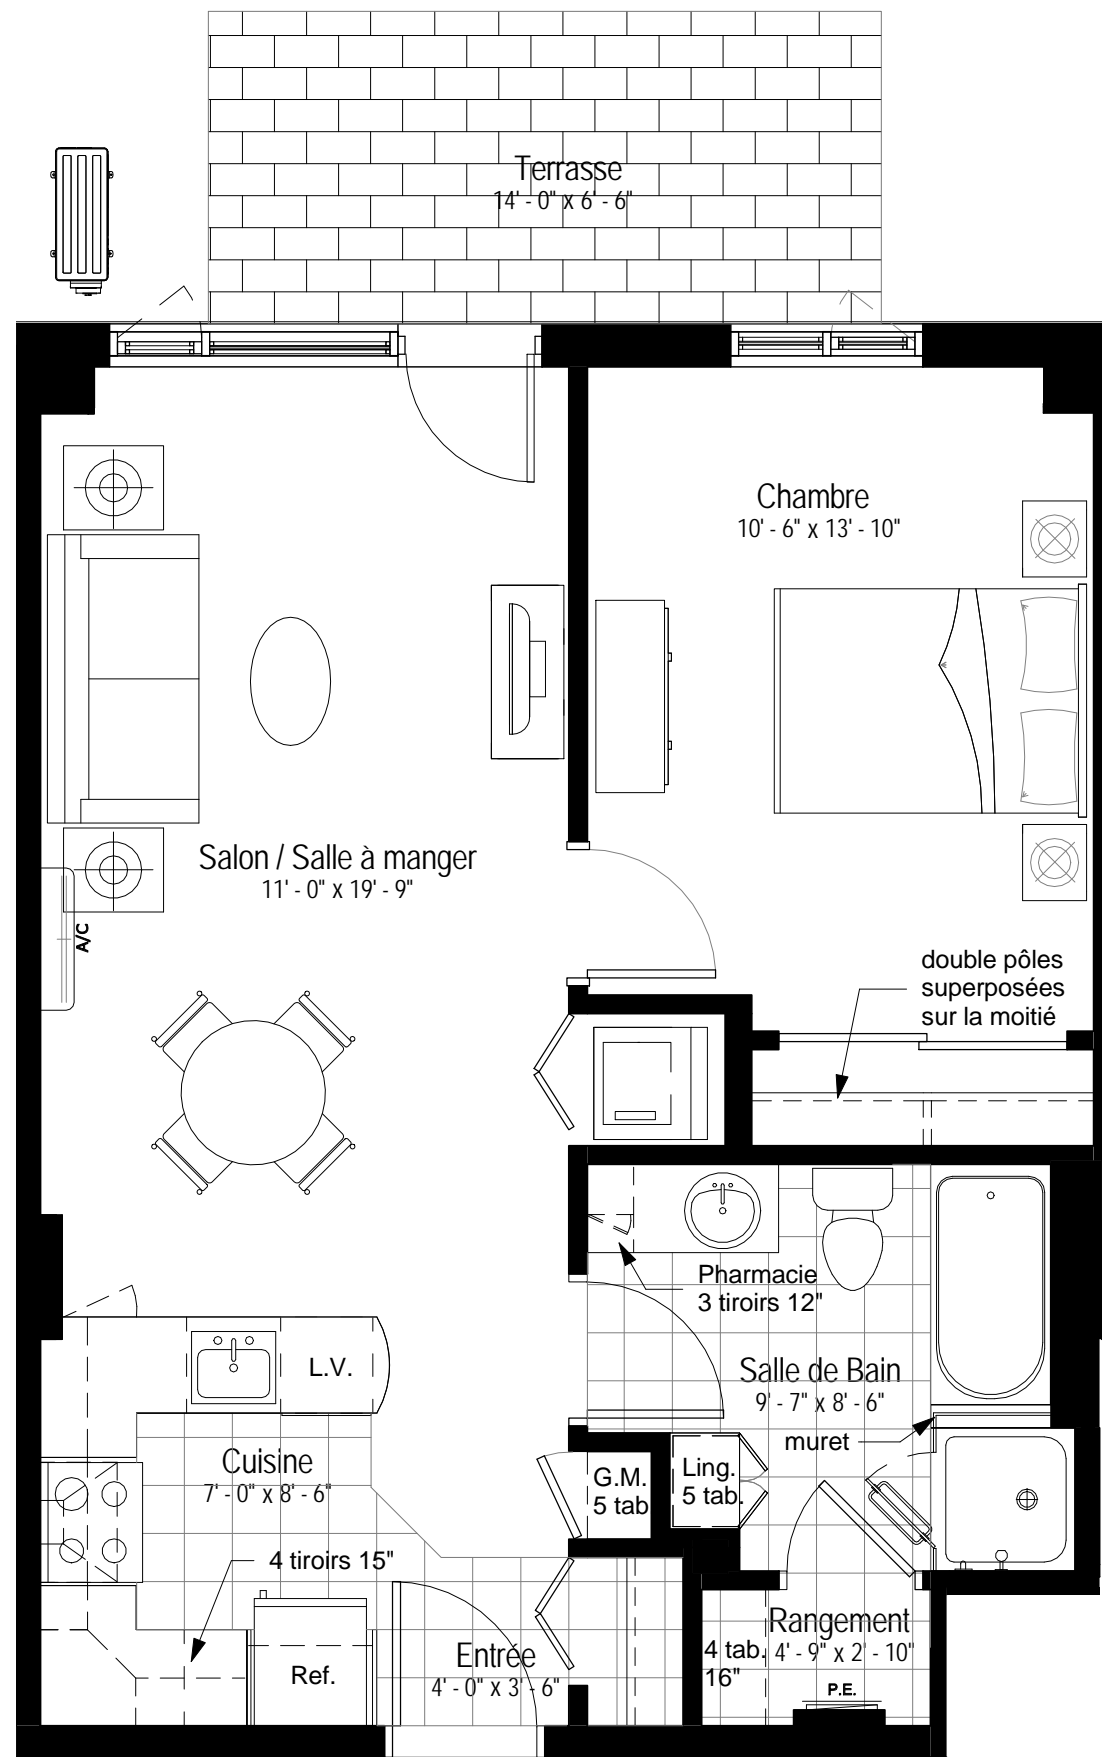 Terrasse
14' - 0" x 6' - 6"
Chambre
10' - 6" x 13' - 10"
Salon / Salle à manger
11' - 0" x 19' - 9"
A/C
double pôles
superposées
sur la moitié
Pharmacie
3 tiroirs 12"
L.V.
Salle de Bain
9' - 7" x 8' - 6"
muret
Cuisine
7' - 0" x 8' - 6"
G.M.
5 tab
Ling.
5 tab.
4 tiroirs 15"
Ref.
Entrée
4' - 0" x 3' - 6"
Rangement
4' - 9" x 2' - 10"
4 tab.
16"
P.E.